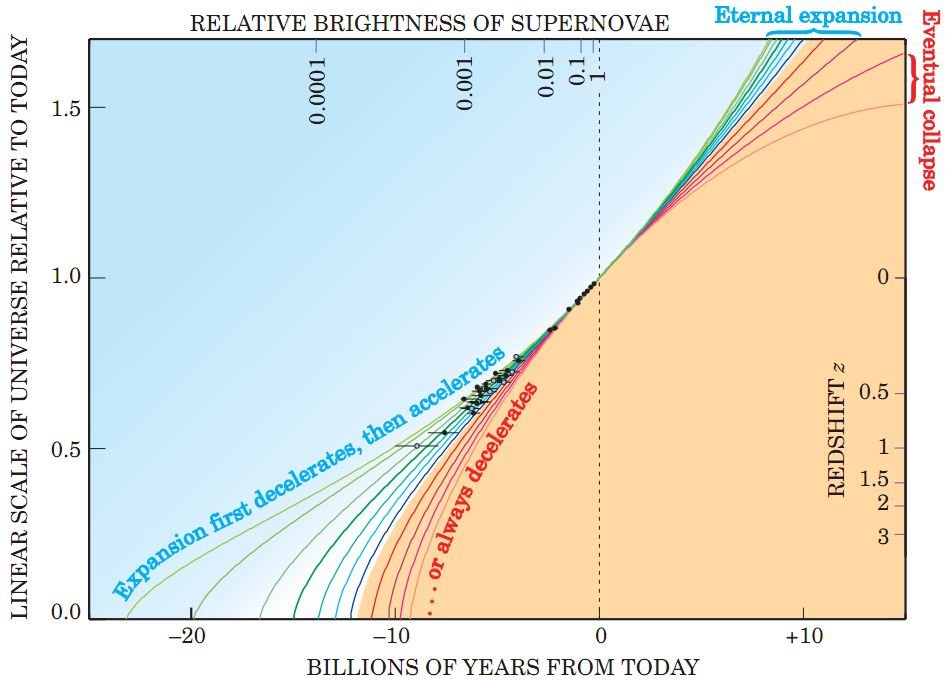 RELATIVE BRIGHTNESS OF SUPERNOVAE
Eternal expansion
Eventual collapse
0.0001
0.001
0.01
0.1
1
LINEAR SCALE OF UNIVERSE RELATIVE TO TODAY
1.5
1.0
0.5
0.0
Expansion first decelerates, then accelerates
... or always decelerates
REDSHIFT z
0
0.5
1
1.5
2
3
–20
–10
0
+10
BILLIONS OF YEARS FROM TODAY